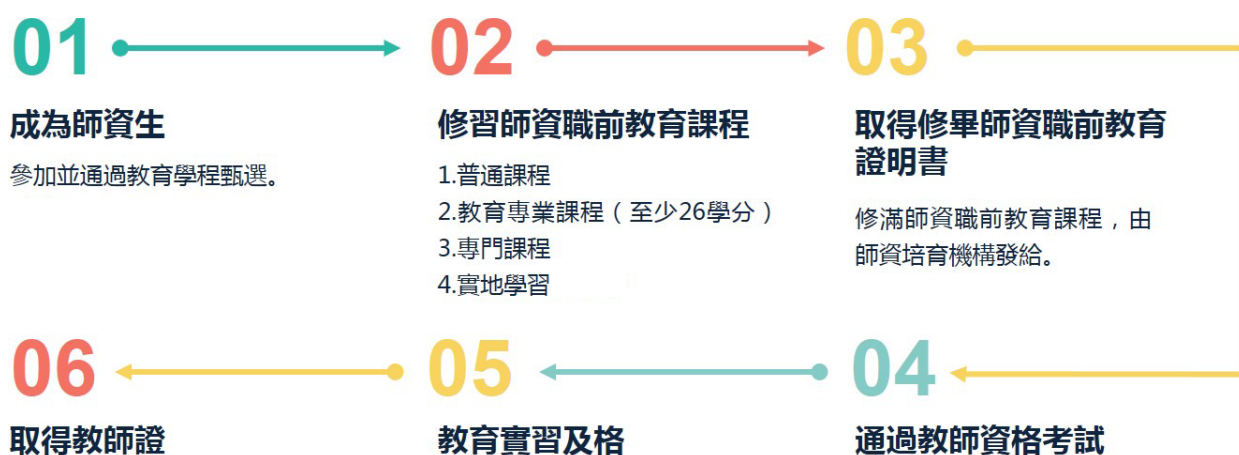 01
成為師資生
參加並通過教育學程甄選。
02
修習師資職前教育課程
1.普通課程
2.教育專業課程（至少26學分）
3.專門課程
4.實地學習
03
取得修畢師資職前教育
證明書
修滿師資職前教育課程，由
師資培育機構發給。
04
通過教師資格考試
05
教育實習及格
06
取得教師證